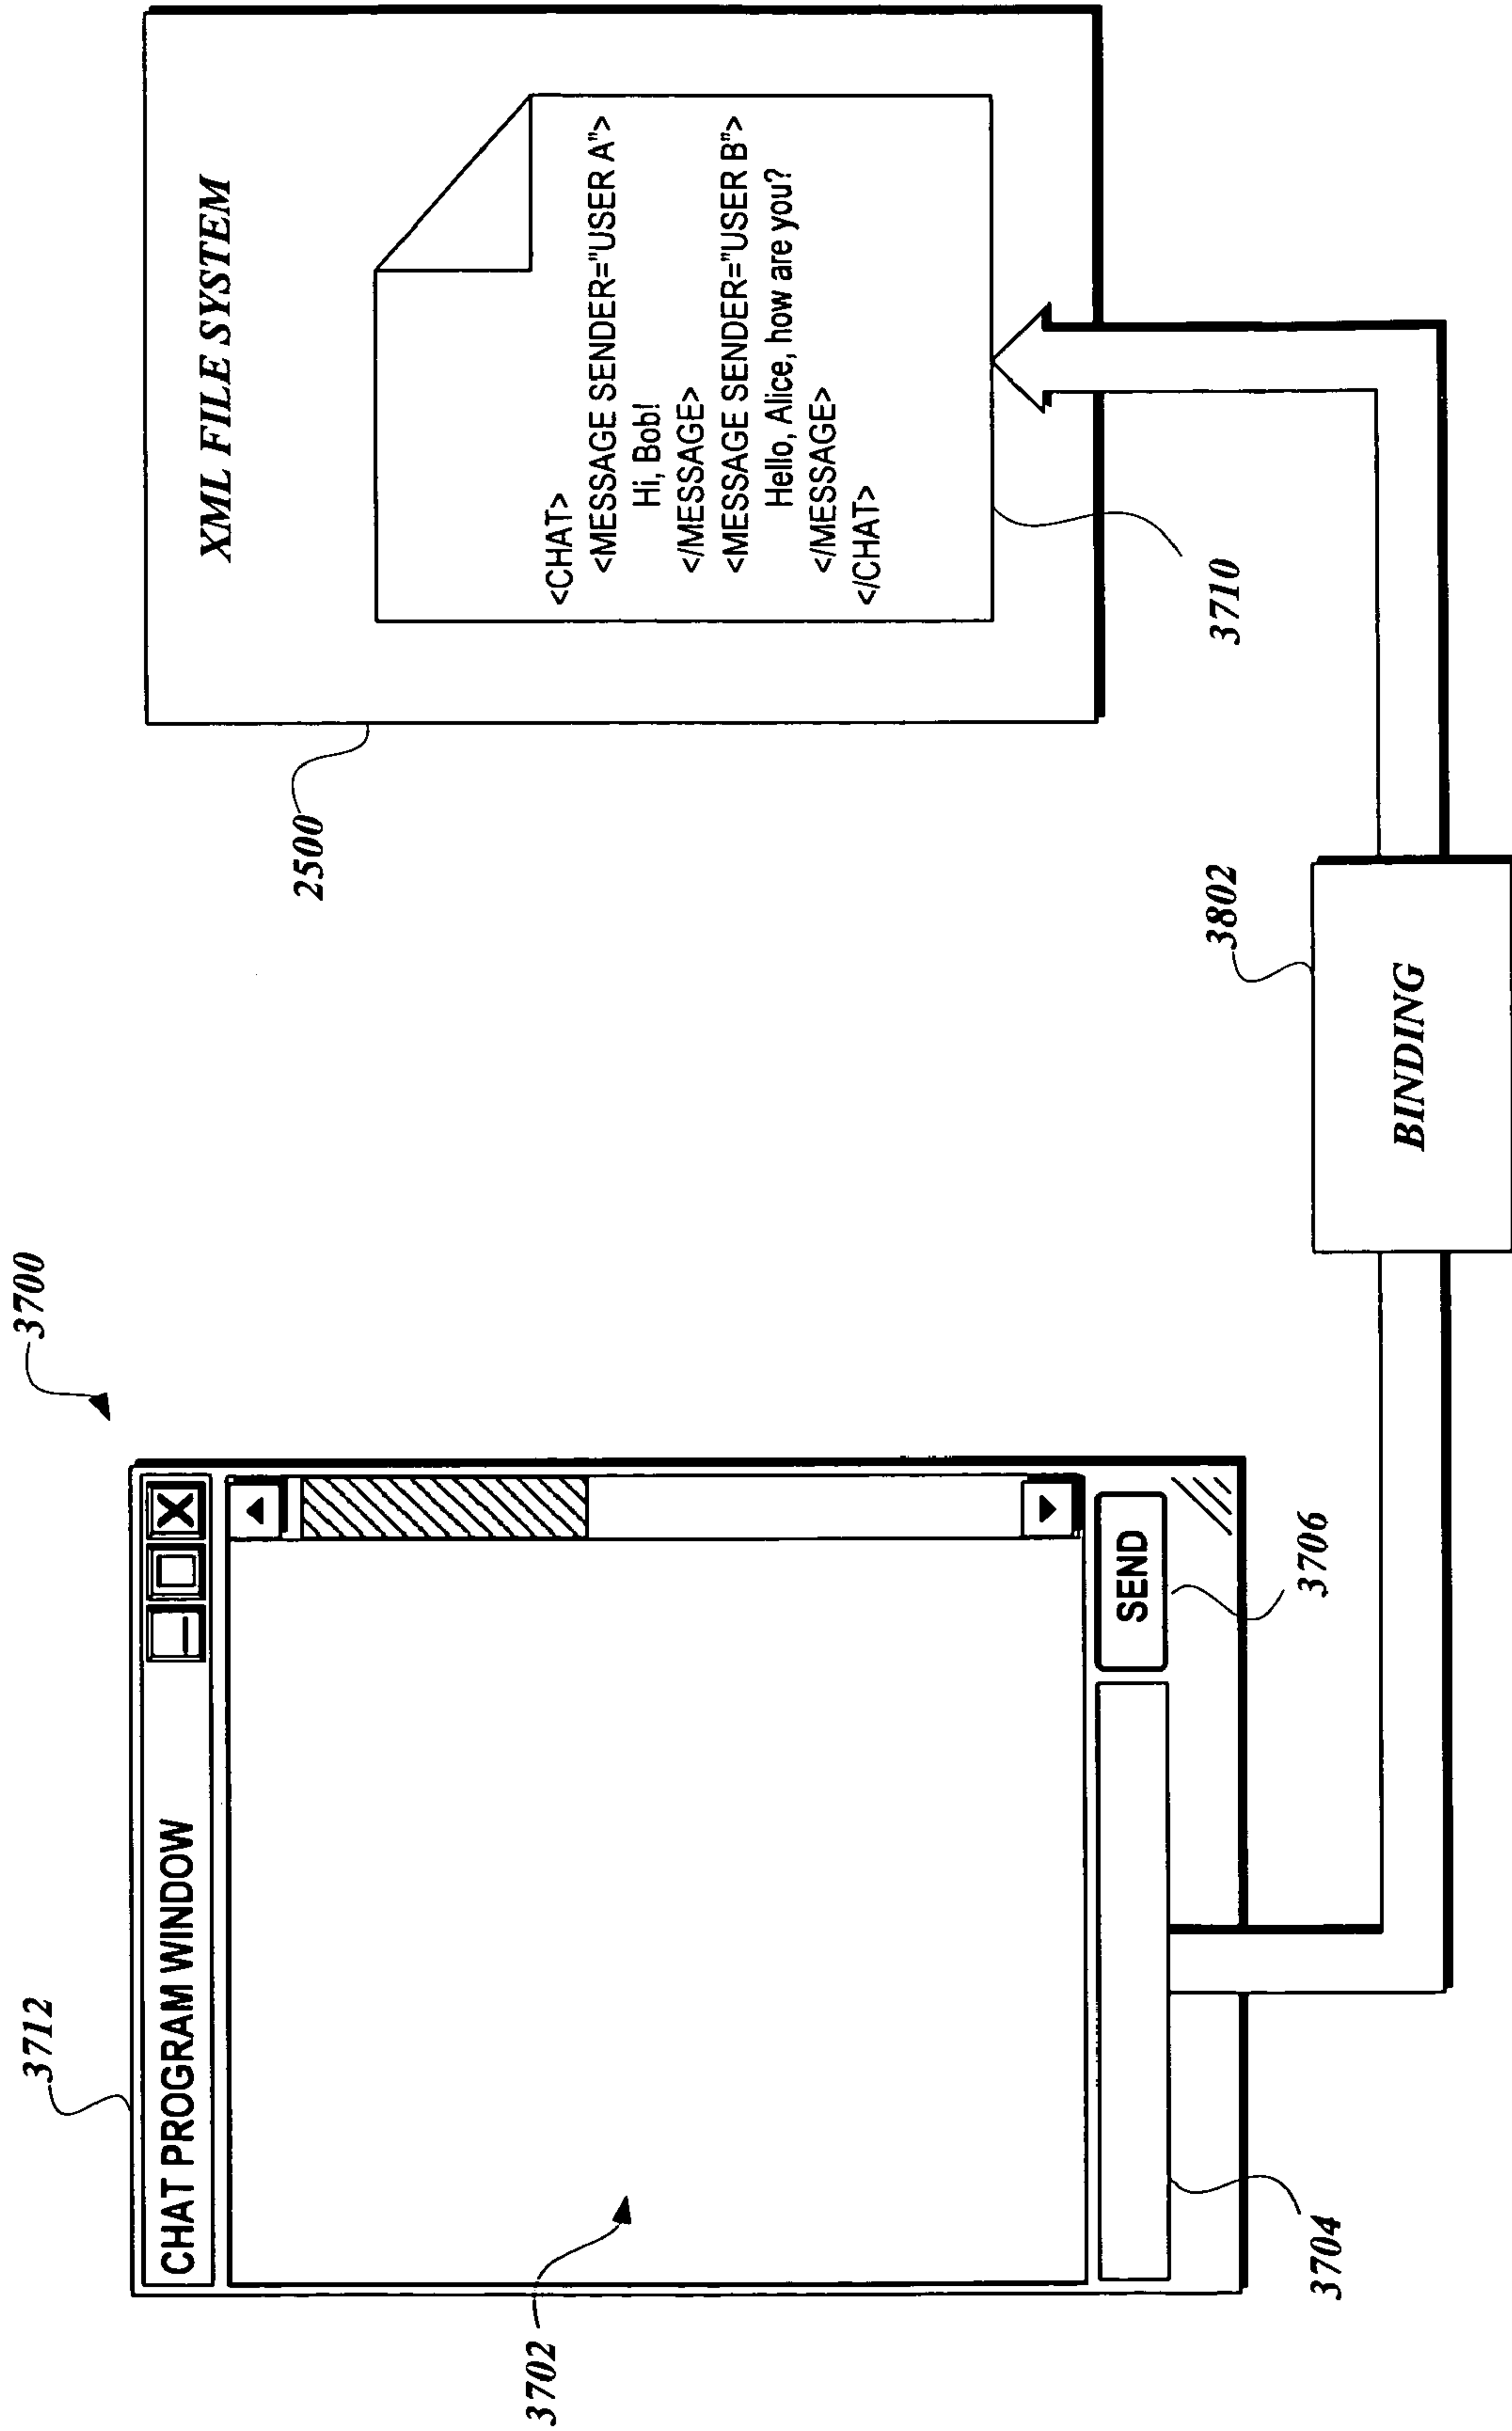 3700
3712
CHAT PROGRAM WINDOW
X
3702
SEND
3704
3706
XML FILE SYSTEM
<CHAT>
<MESSAGE SENDER="USER A">
Hi, Bob!
</MESSAGE>
<MESSAGE SENDER="USER B">
Hello, Alice, how are you?
</MESSAGE>
</CHAT>
2500
3710
3802
BINDING